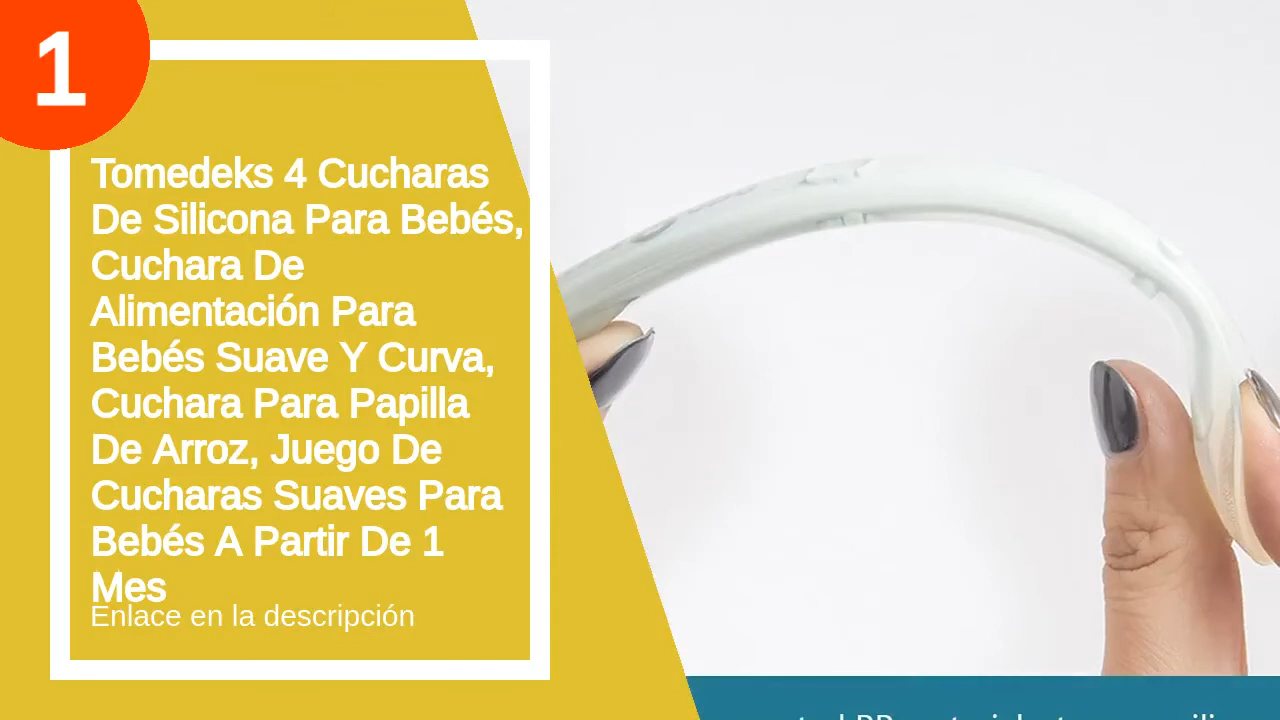 1
Tomedeks 4 Cucharas
De Silicona Para Bebés,
Cuchara De
Alimentación Para
Bebés Suave Y Curva,
Cuchara Para Papilla
De Arroz, Juego De
Cucharas Suaves Para
Bebés A Partir De 1
Mes
Enlace en la descripción